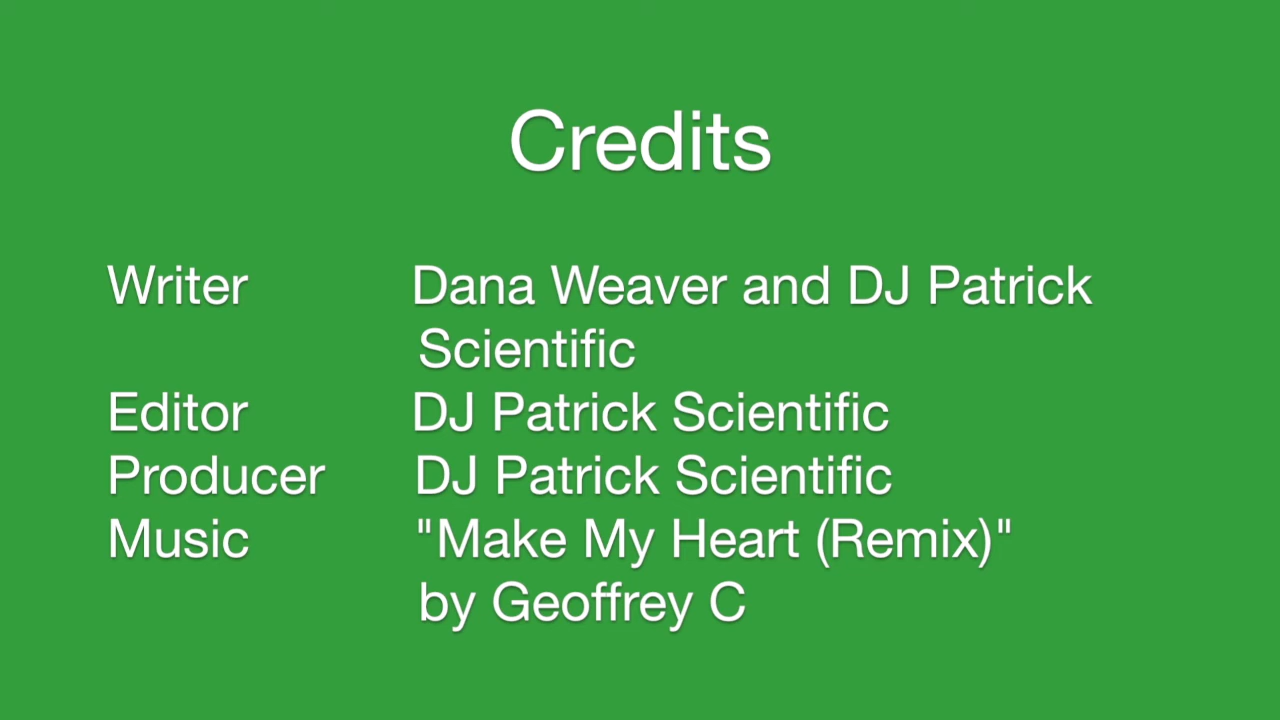 Credits
Writer Dana Weaver and DJ Patrick
Scientific
Editor DJ Patrick Scientific
Producer DJ Patrick Scientific
Music "Make My Heart (Remix)"
by Geoffrey C